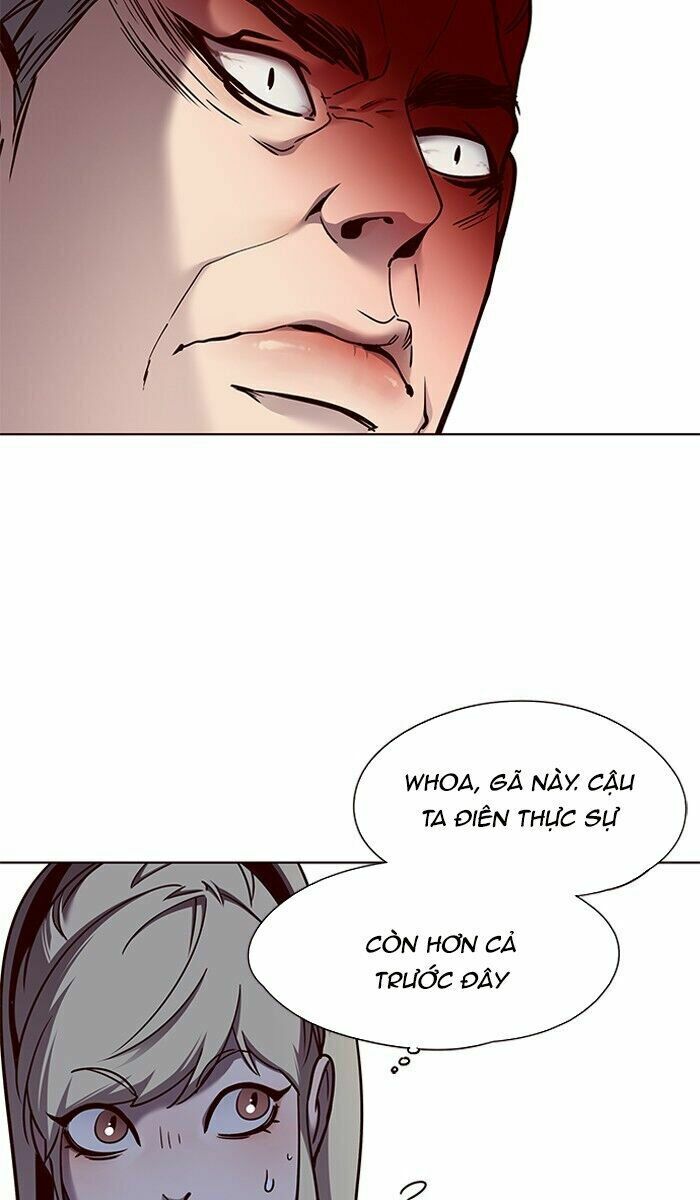 WHOA, GÃ NÀY. CẬU
TA ĐIÊN THỰC SỰ
CÒN HƠN CẢ
TRƯỚC ĐÂY